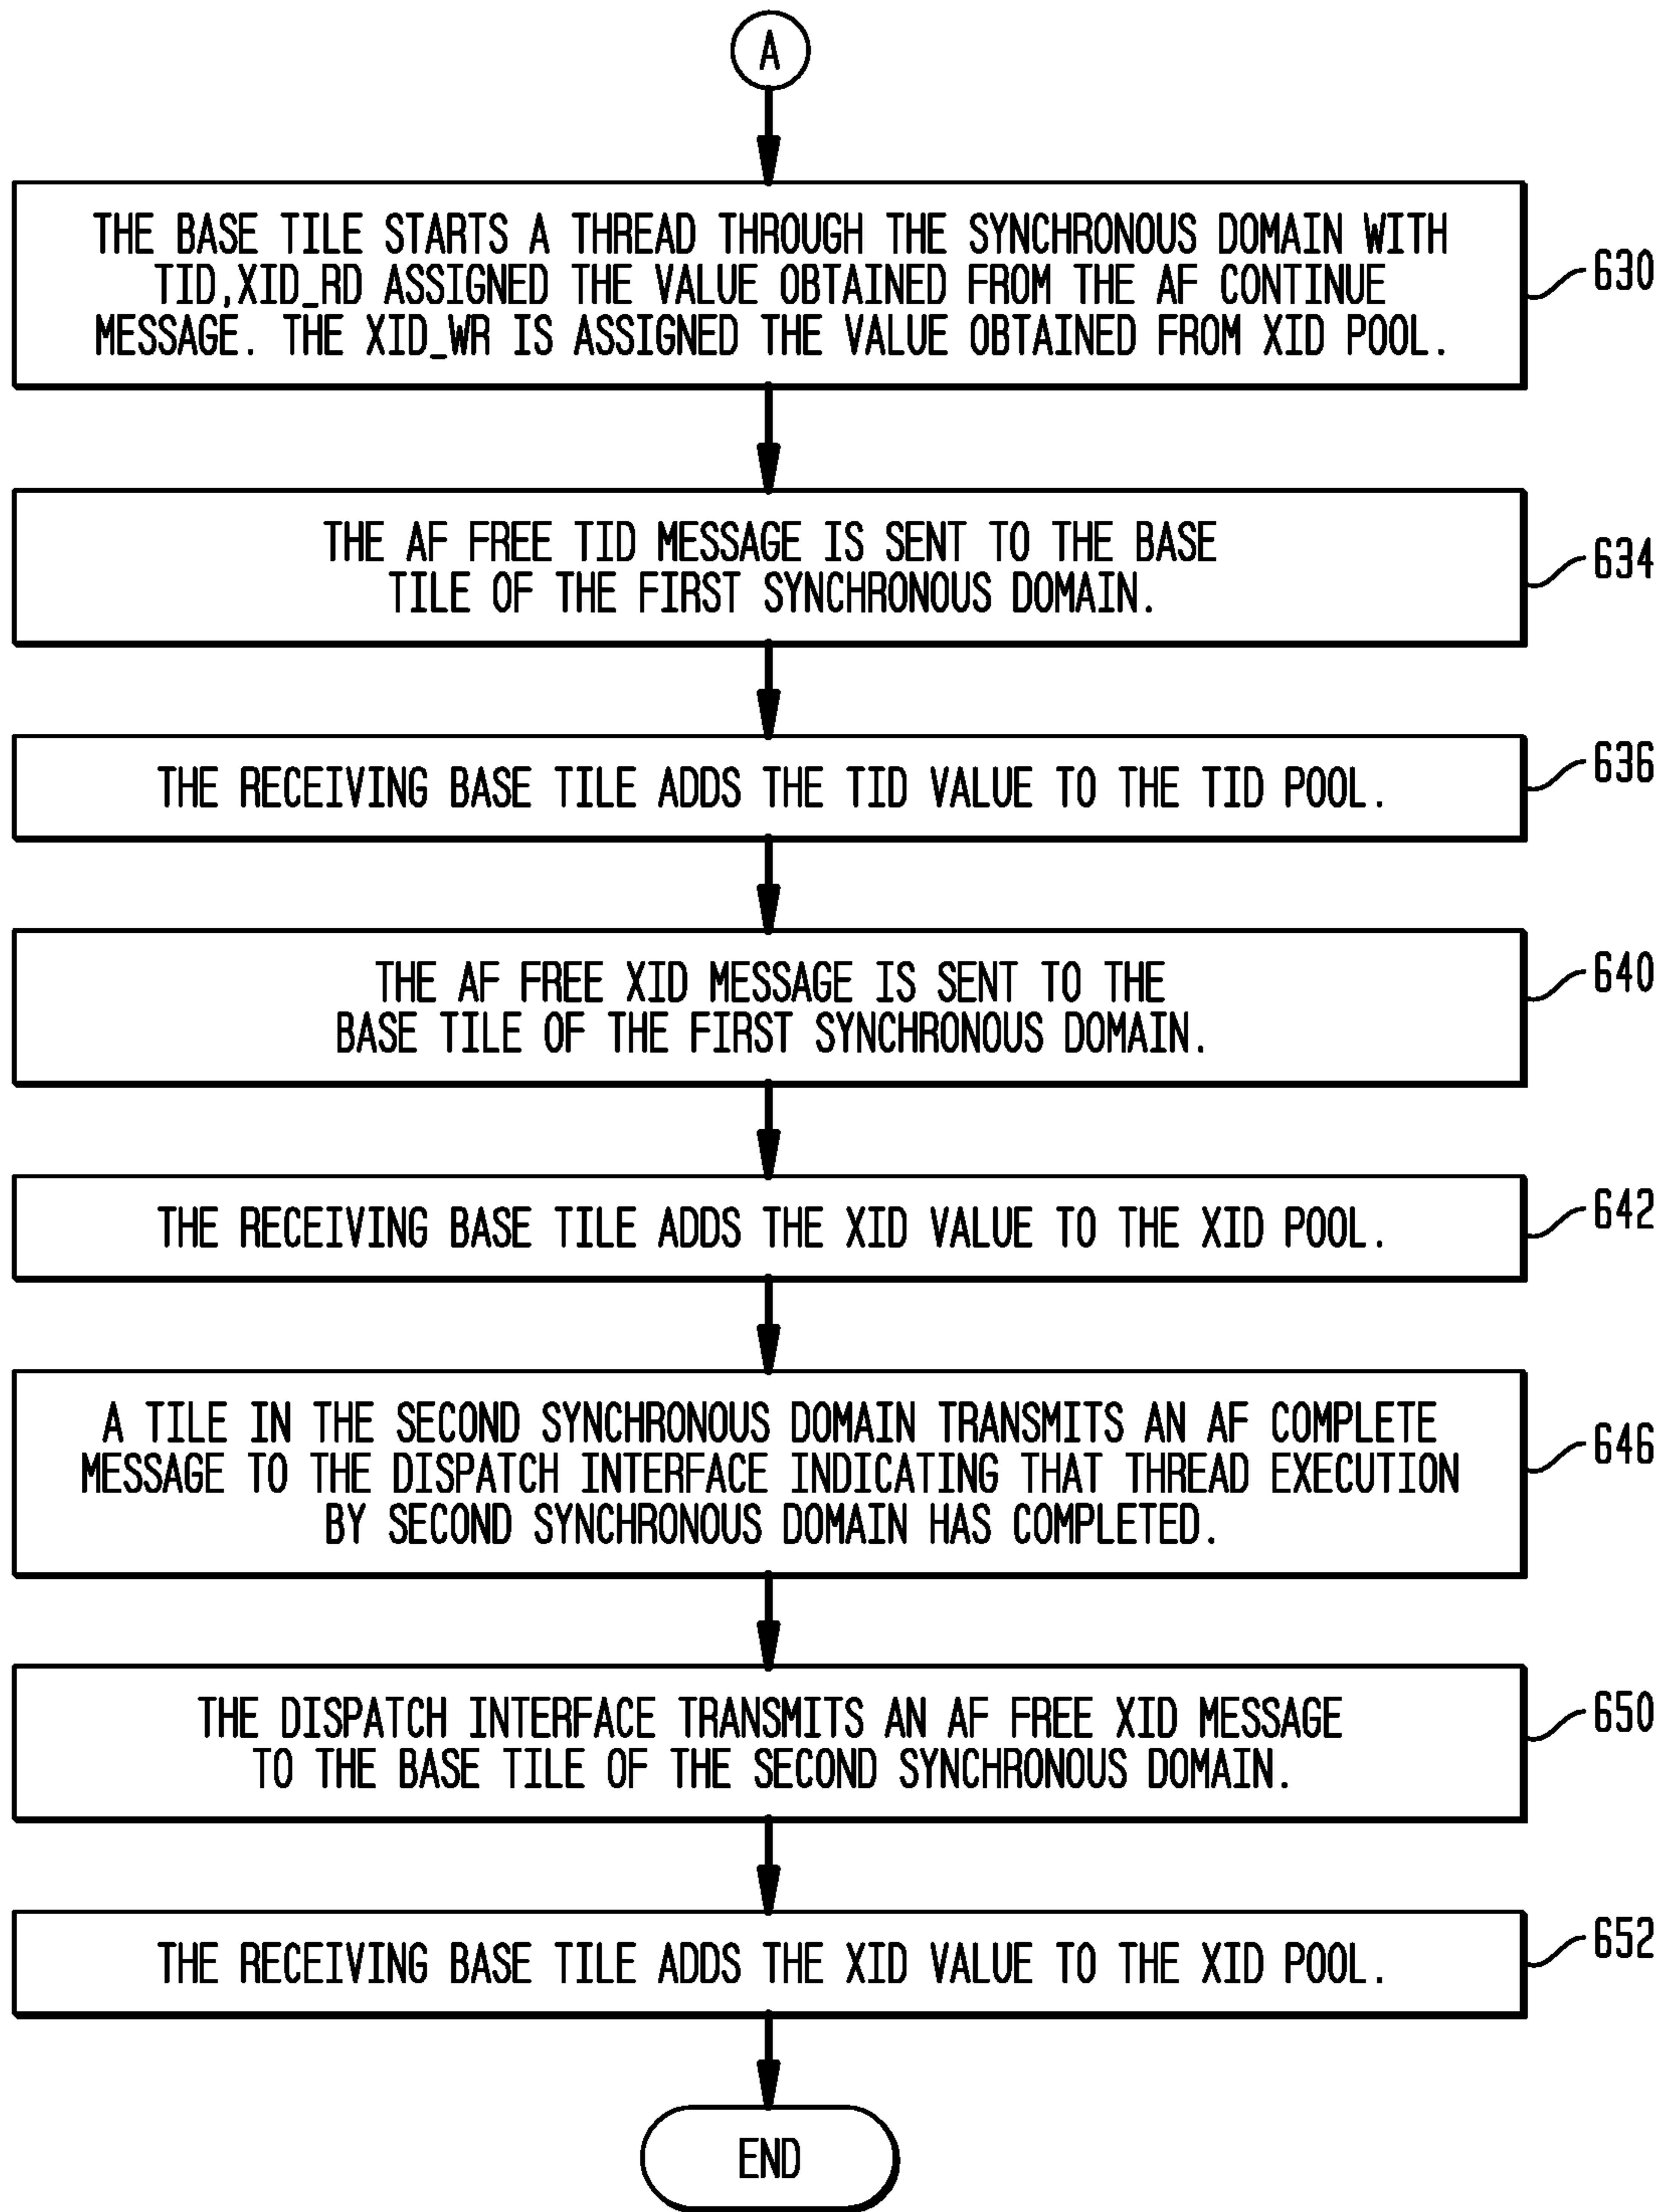 A
THE BASE TILE STARTS A THREAD THROUGH THE SYNCHRONOUS DOMAIN WITH
TID,XID_RD ASSIGNED THE VALUE OBTAINED FROM THE AF CONTINUE
MESSAGE. THE XID_WR IS ASSIGNED THE VALUE OBTAINED FROM XID POOL.
630
THE AF FREE TID MESSAGE IS SENT TO THE BASE
TILE OF THE FIRST SYNCHRONOUS DOMAIN.
634
THE RECEIVING BASE TILE ADDS THE TID VALUE TO THE TID POOL.
636
THE AF FREE XID MESSAGE IS SENT TO THE
BASE TILE OF THE FIRST SYNCHRONOUS DOMAIN.
640
THE RECEIVING BASE TILE ADDS THE XID VALUE TO THE XID POOL.
642
A TILE IN THE SECOND SYNCHRONOUS DOMAIN TRANSMITS AN AF COMPLETE
MESSAGE TO THE DISPATCH INTERFACE INDICATING THAT THREAD EXECUTION
BY SECOND SYNCHRONOUS DOMAIN HAS COMPLETED.
646
THE DISPATCH INTERFACE TRANSMITS AN AF FREE XID MESSAGE
TO THE BASE TILE OF THE SECOND SYNCHRONOUS DOMAIN.
650
THE RECEIVING BASE TILE ADDS THE XID VALUE TO THE XID POOL.
652
END